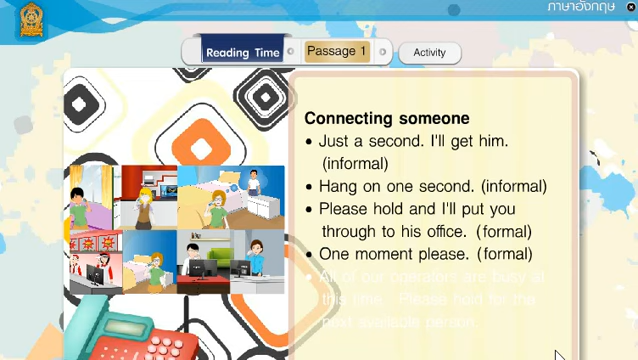 ภาษาอังกฤษ
Reading Time
Passage 1
Activity
Connecting someone
• Just a second. I'll get him.
(informal)
• Hang on one second. (informal)
• Please hold and I'll put you
through to his office. (formal)
• One moment please. (formal)
• All of our operators are busy at
this time. Please hold for the
next available person.